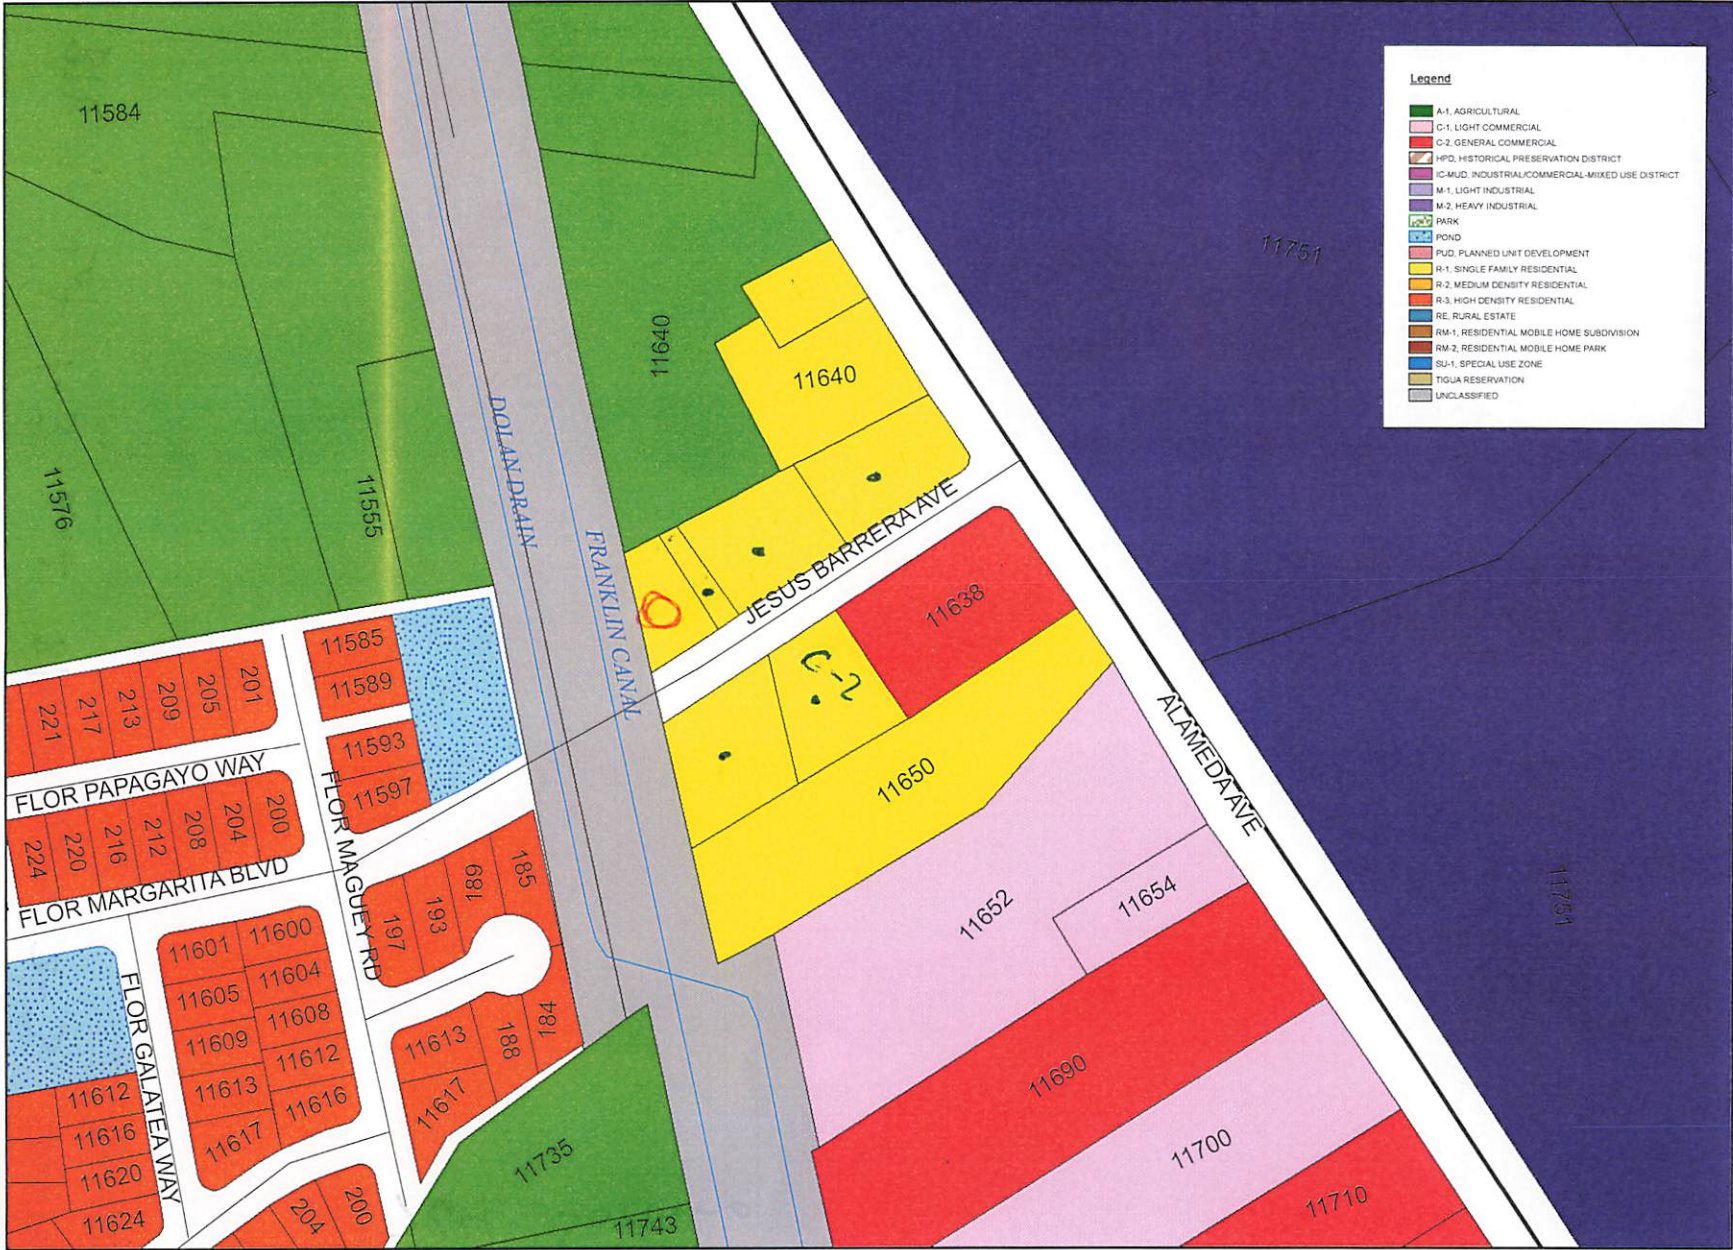 Legend
A-1, AGRICULTURAL
C-1, LIGHT COMMERCIAL
C-2, GENERAL COMMERCIAL
HPD, HISTORICAL PRESERVATION DISTRICT
IC-MUD, INDUSTRIAL/COMMERCIAL-MIIXED USE DISTRICT
M-1, LIGHT INDUSTRIAL
M-2, HEAVY INDUSTRIAL
PARK
POND
PUD, PLANNED UNIT DEVELOPMENT
R-1, SINGLE FAMILY RESIDENTIAL
R-2, MEDIUM DENSITY RESIDENTIAL
R-3, HIGH DENSITY RESIDENTIAL
RE, RURAL ESTATE
RM-1, RESIDENTIAL MOBILE HOME SUBDIVISION
RM-2, RESIDENTIAL MOBILE HOME PARK
SU-1, SPECIAL USE ZONE
TIGUA RESERVATION
UNCLASSIFIED
11584
11751
11640
11640
11576
11555
DOLAN DRAIN
FRANKLIN CANAL
JESUS BARRERA AVE
11638
C-2
11650
ALAMEDA AVE
11652
11654
11751
11690
11700
11710
11585
11589
11593
11597
221
217
213
209
205
201
FLOR PAPAGAYO WAY
224
220
216
212
208
204
200
FLOR MARGARITA BLVD
FLOR MAGUEY RD
197
193
189
185
11601
11600
11605
11604
11609
11608
11613
11612
11617
11616
FLOR GALATEA WAY
11612
11616
11620
11624
11613
188
184
11617
204
200
11735
11743